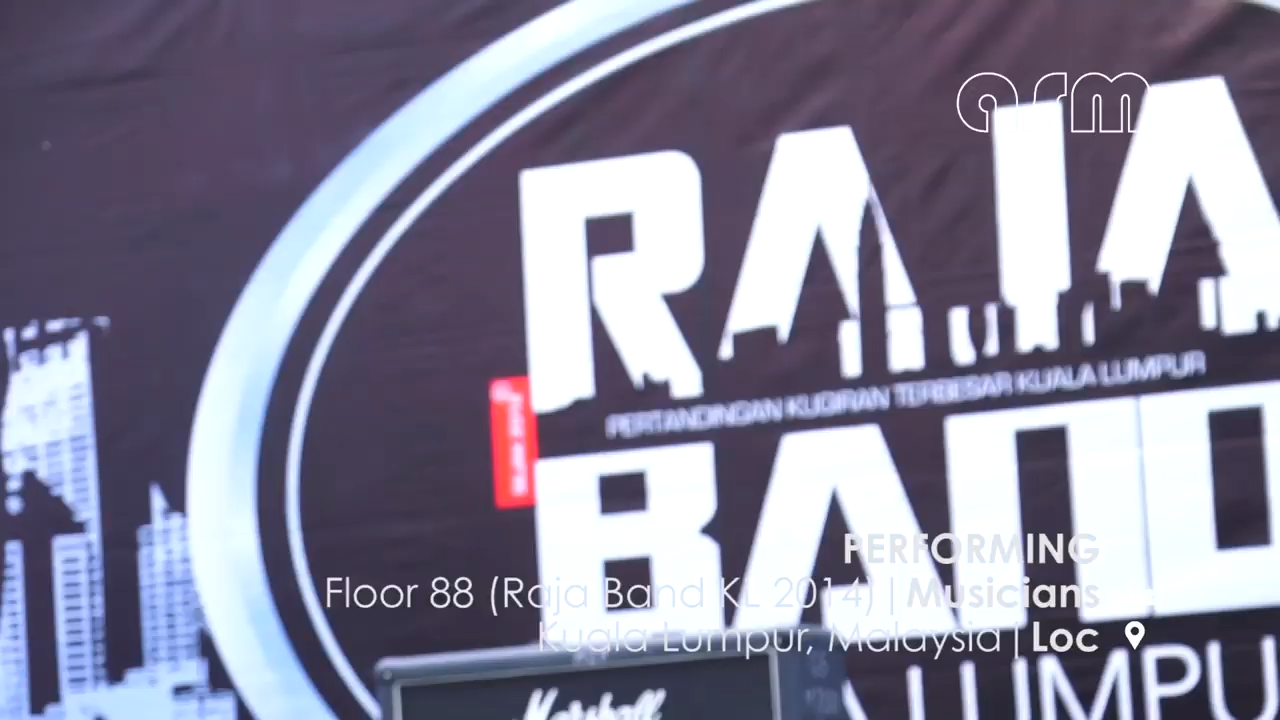 arm
RAJA
PERTANDINGAN KUGIRAN TERBESAR KUALA LUMPUR
BAND
PERFORMING
Floor 88 (Raja Band KL 2014) | Musicians
Kuala Lumpur, Malaysia | Loc
LUMPU
Marshall